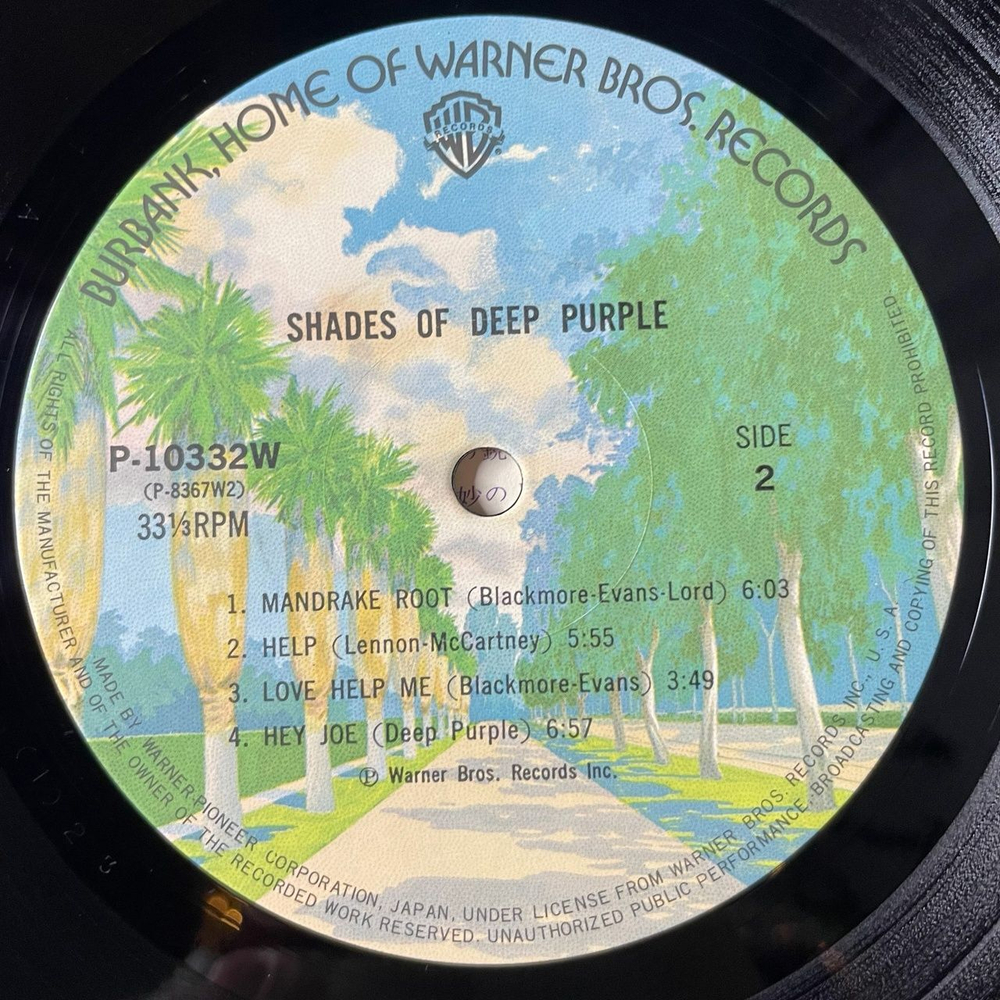 BURBANK, HOME OF WARNER BROS. RECORDS
RECORDS
SHADES OF DEEP PURPLE
P-10332W
(P-8367W2)
33⅓RPM
SIDE
2
妙の
1. MANDRAKE ROOT (Blackmore-Evans-Lord) 6:03
2. HELP (Lennon-McCartney) 5:55
3. LOVE HELP ME (Blackmore-Evans) 3:49
4. HEY JOE (Deep Purple) 6:57
Ⓟ Warner Bros. Records Inc.
MADE BY WARNER-PIONEER CORPORATION, JAPAN, UNDER LICENSE FROM WARNER BROS. RECORDS INC., U. S. A.
ALL RIGHTS OF THE MANUFACTURER AND OF THE OWNER OF THE RECORDED WORK RESERVED. UNAUTHORIZED PUBLIC PERFORMANCE, BROADCASTING AND COPYING OF THIS RECORD PROHIBITED